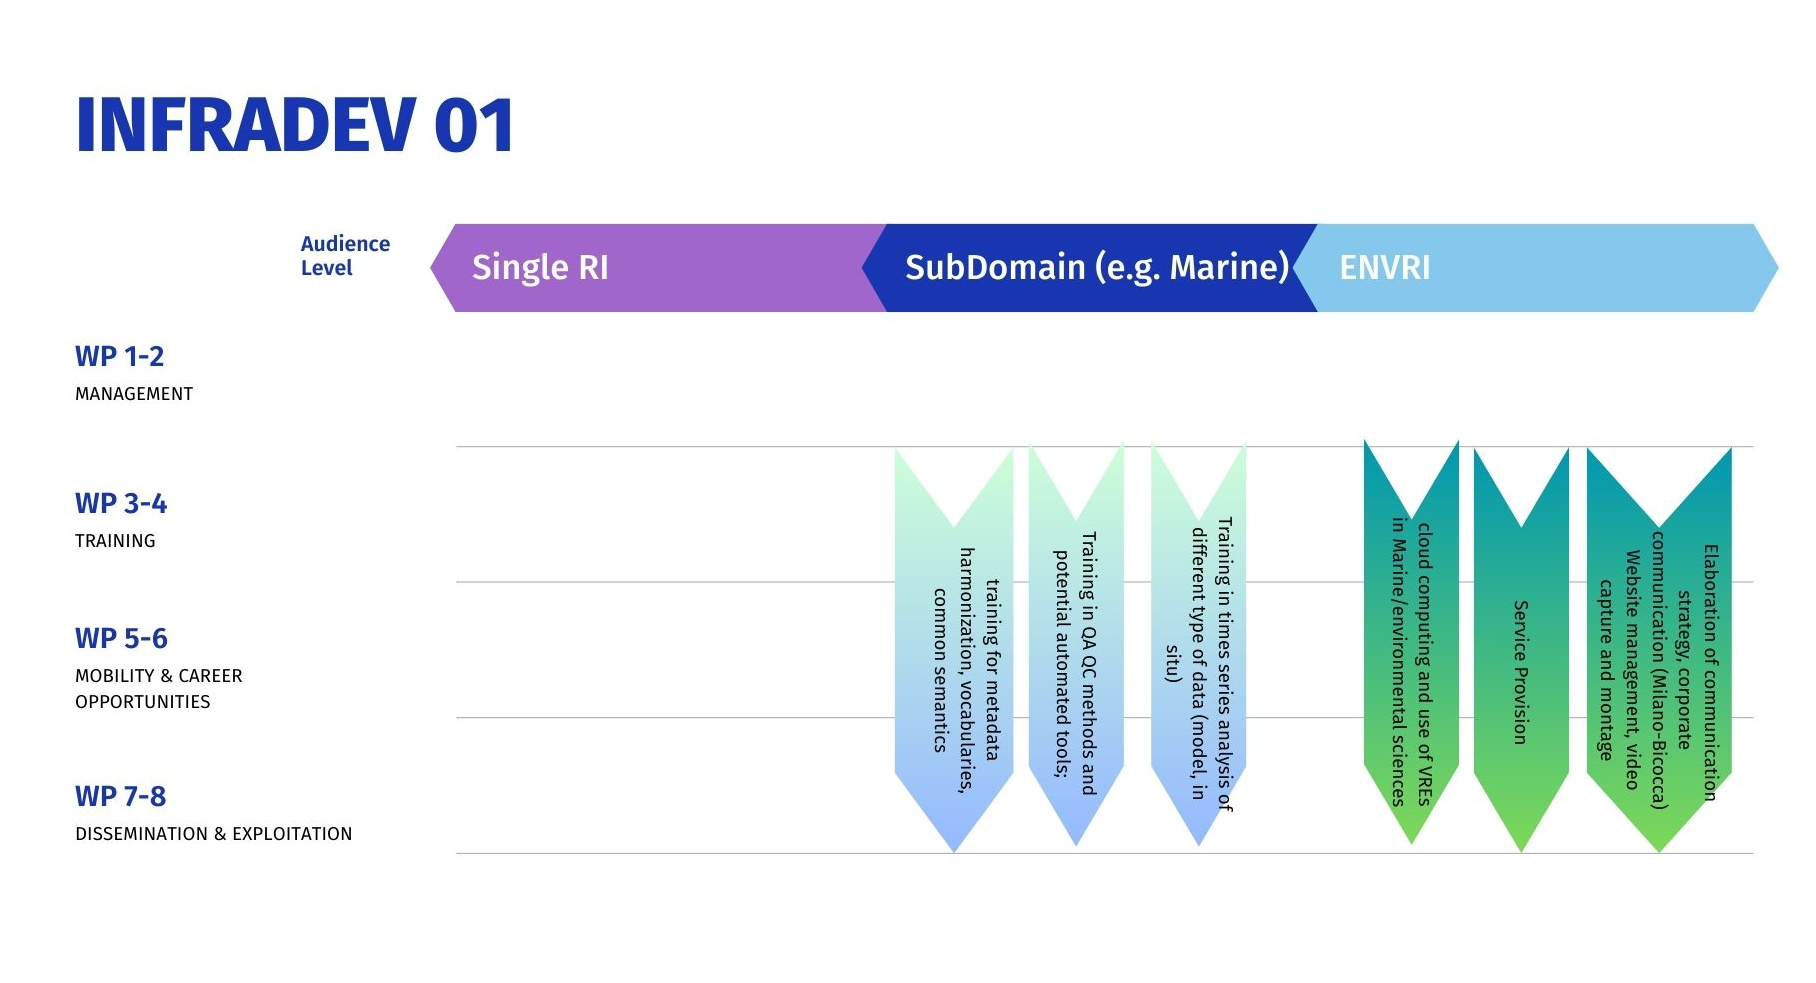 INFRADEV 01
Audience
Level
Single RI
SubDomain (e.g. Marine)
ENVRI
WP 1-2
MANAGEMENT
WP 3-4
TRAINING
WP 5-6
MOBILITY & CAREER
OPPORTUNITIES
WP 7-8
DISSEMINATION & EXPLOITATION
training for metadata
harmonization, vocabularies,
common semantics
Training in QA QC methods and
potential automated tools;
Training in times series analysis of
different type of data (model, in
situ)
cloud computing and use of VREs
in Marine/environmental sciences
Service Provision
Elaboration of communication
strategy, corporate
communication (Milano-Bicocca)
Website management, video
capture and montage